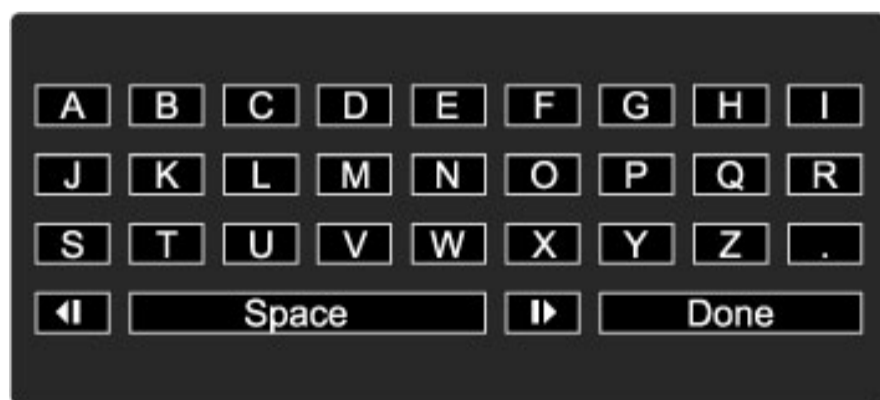 A B C D E F G H I
J K L M N O P Q R
S T U V W X Y Z .
Space Done